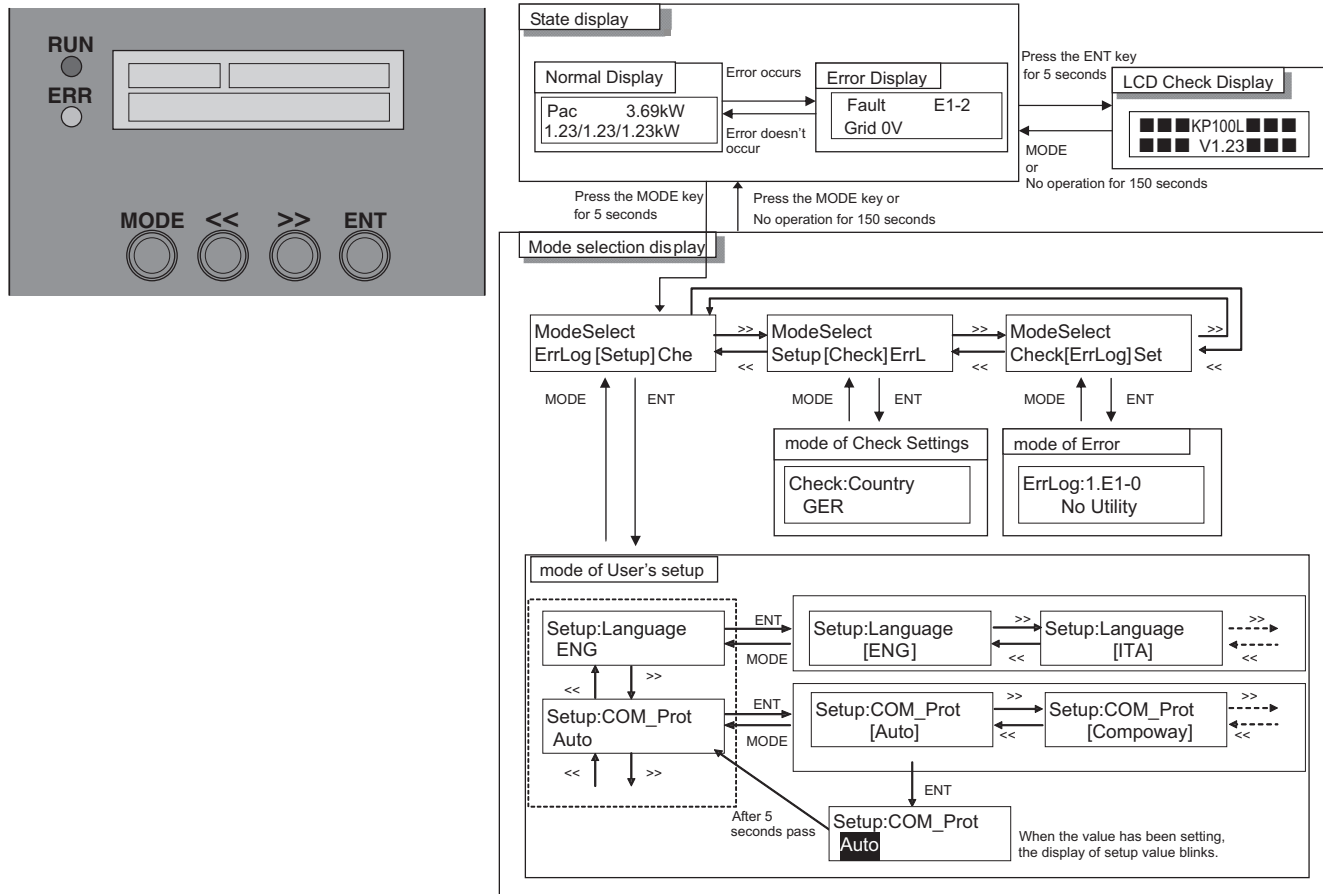 RUN
ERR
MODE << >> ENT
State display
Normal Display
Pac 3.69kW
1.23/1.23/1.23kW
Error occurs
Error doesn't
occur
Error Display
Fault E1-2
Grid 0V
Press the ENT key
for 5 seconds
MODE
or
No operation for 150 seconds
LCD Check Display
■■■KP100L■■■
■■■ V1.23■■■
Press the MODE key
for 5 seconds
Press the MODE key or
No operation for 150 seconds
Mode selection display
ModeSelect
ErrLog [Setup] Che
>>
<<
ModeSelect
Setup [Check] ErrL
>>
<<
ModeSelect
Check[ErrLog]Set
>>
<<
MODE ENT
MODE ENT
MODE ENT
mode of Check Settings
Check:Country
GER
mode of Error
ErrLog:1.E1-0
No Utility
mode of User's setup
Setup:Language
ENG
ENT
MODE
Setup:Language
[ENG]
>>
<<
Setup:Language
[ITA]
>>
<<
<< >>
Setup:COM_Prot
Auto
ENT
MODE
Setup:COM_Prot
[Auto]
>>
<<
Setup:COM_Prot
[Compoway]
>>
<<
<< >>
ENT
After 5
seconds pass
Setup:COM_Prot
Auto
When the value has been setting,
the display of setup value blinks.